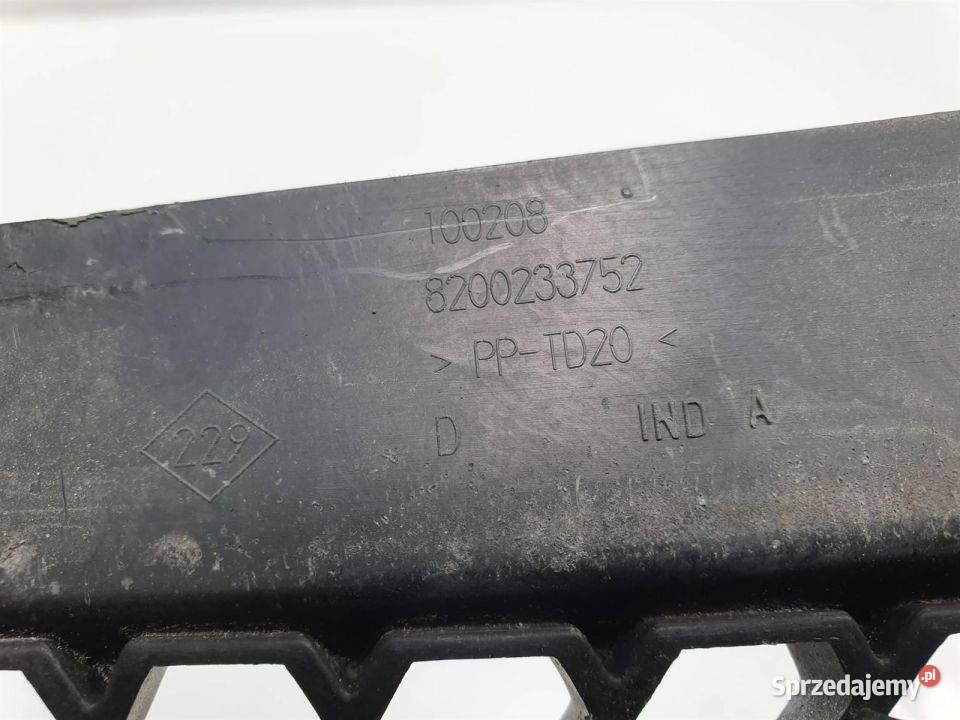 100208
8200233752
> PP-TD20 <
D IND A
229
Sprzedajemy.pl